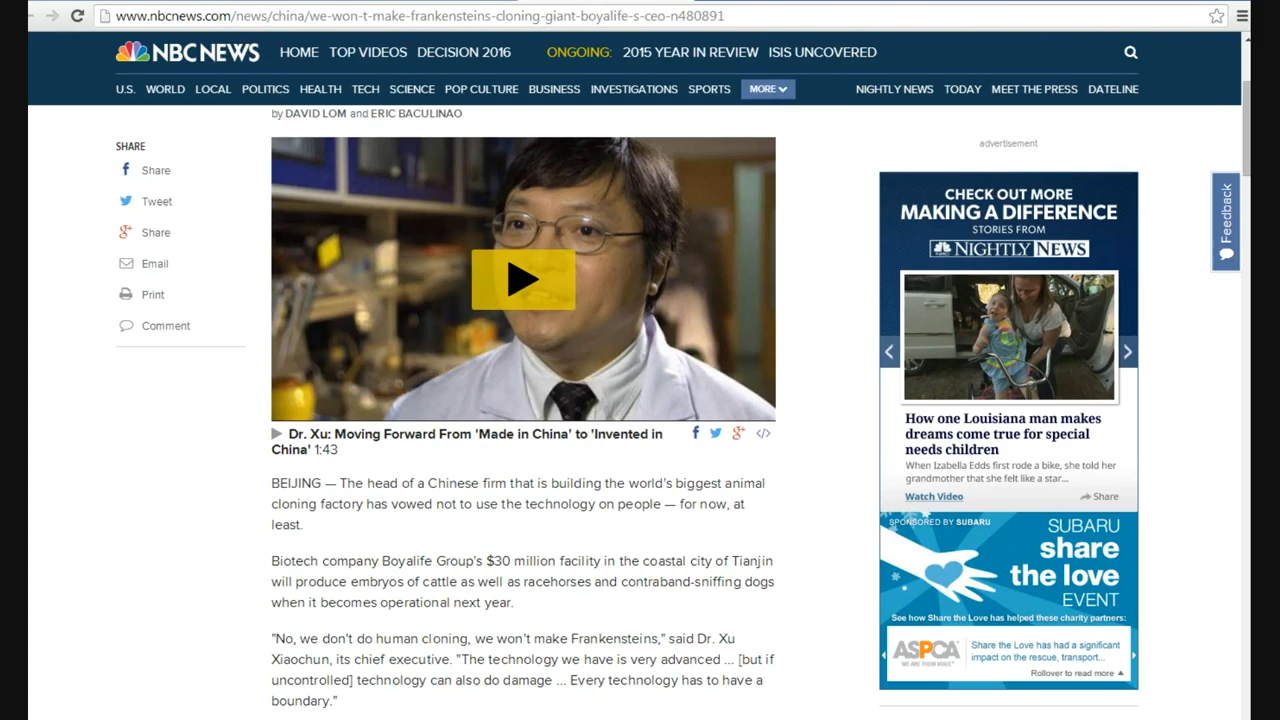 www.nbcnews.com/news/china/we-won-t-make-frankensteins-cloning-giant-boyalife-s-ceo-n480891
NBC NEWS HOME TOP VIDEOS DECISION 2016 ONGOING: 2015 YEAR IN REVIEW ISIS UNCOVERED
U.S. WORLD LOCAL POLITICS HEALTH TECH SCIENCE POP CULTURE BUSINESS INVESTIGATIONS SPORTS MORE NIGHTLY NEWS TODAY MEET THE PRESS DATELINE
by DAVID LOM and ERIC BACULINAO
SHARE
Share
Tweet
Share
Email
Print
Comment
Dr. Xu: Moving Forward From 'Made in China' to 'Invented in
China' 1:43
BEIJING — The head of a Chinese firm that is building the world's biggest animal
cloning factory has vowed not to use the technology on people — for now, at
least.
Biotech company Boyalife Group's $30 million facility in the coastal city of Tianjin
will produce embryos of cattle as well as racehorses and contraband-sniffing dogs
when it becomes operational next year.
"No, we don't do human cloning, we won't make Frankensteins," said Dr. Xu
Xiaochun, its chief executive. "The technology we have is very advanced ... [but if
uncontrolled] technology can also do damage ... Every technology has to have a
boundary."
advertisement
CHECK OUT MORE
MAKING A DIFFERENCE
STORIES FROM
NIGHTLY NEWS
How one Louisiana man makes
dreams come true for special
needs children
When Izabella Edds first rode a bike, she told her
grandmother that she felt like a star...
Watch Video Share
SPONSORED BY SUBARU
SUBARU
share
the love
EVENT
See how Share the Love has helped these charity partners:
ASPCA
WE ARE THEIR VOICE
Share the Love has had a significant
impact on the rescue, transport...
Rollover to read more
Feedback